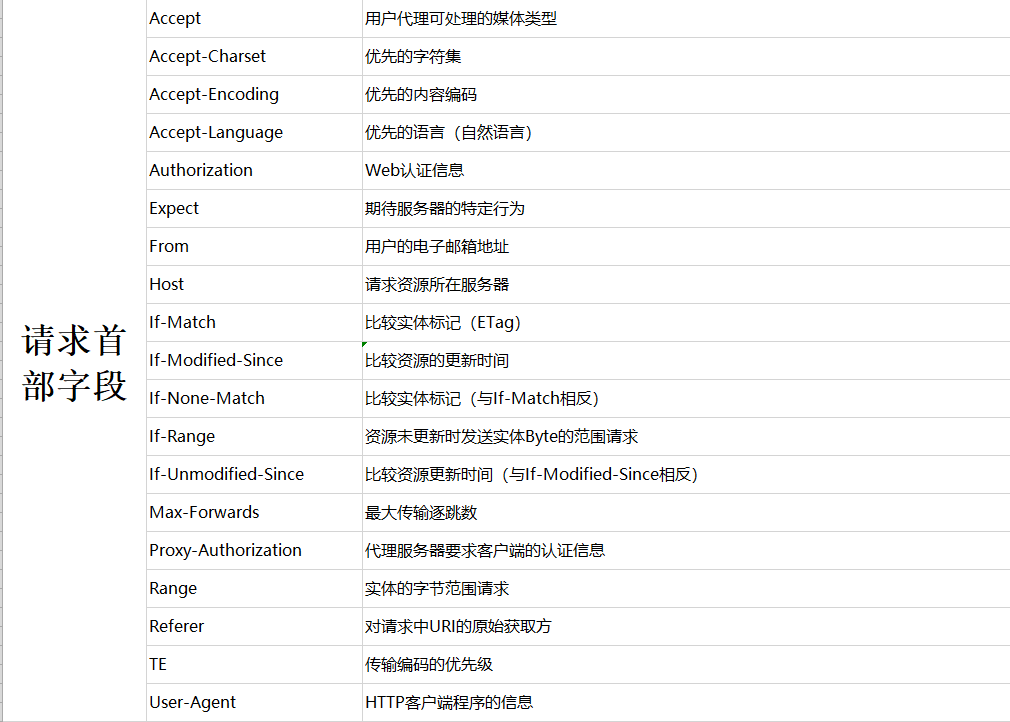 请求首
部字段
Accept 用户代理可处理的媒体类型
Accept-Charset 优先的字符集
Accept-Encoding 优先的内容编码
Accept-Language 优先的语言（自然语言）
Authorization Web认证信息
Expect 期待服务器的特定行为
From 用户的电子邮箱地址
Host 请求资源所在服务器
If-Match 比较实体标记（ETag）
If-Modified-Since 比较资源的更新时间
If-None-Match 比较实体标记（与If-Match相反）
If-Range 资源未更新时发送实体Byte的范围请求
If-Unmodified-Since 比较资源更新时间（与If-Modified-Since相反）
Max-Forwards 最大传输逐跳数
Proxy-Authorization 代理服务器要求客户端的认证信息
Range 实体的字节范围请求
Referer 对请求中URI的原始获取方
TE 传输编码的优先级
User-Agent HTTP客户端程序的信息